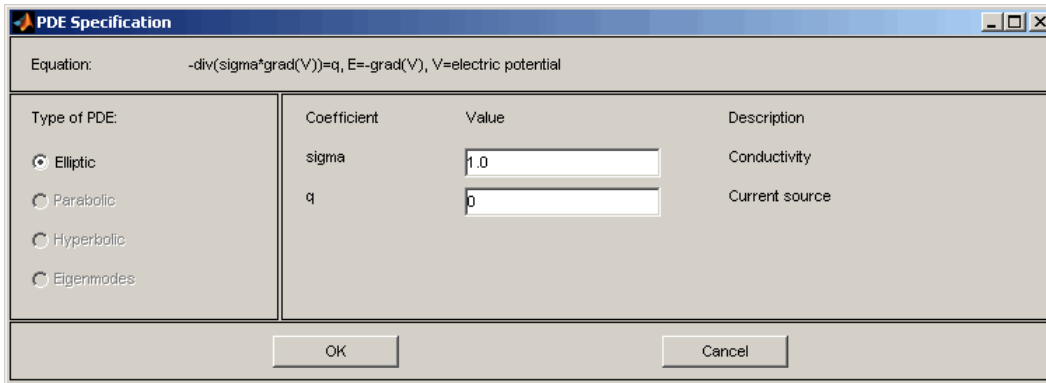 PDE Specification
Equation: -div(sigma*grad(V))=q, E=-grad(V), V=electric potential
Type of PDE:
Elliptic
Parabolic
Hyperbolic
Eigenmodes
Coefficient Value Description
sigma 1.0 Conductivity
q 0 Current source
OK Cancel